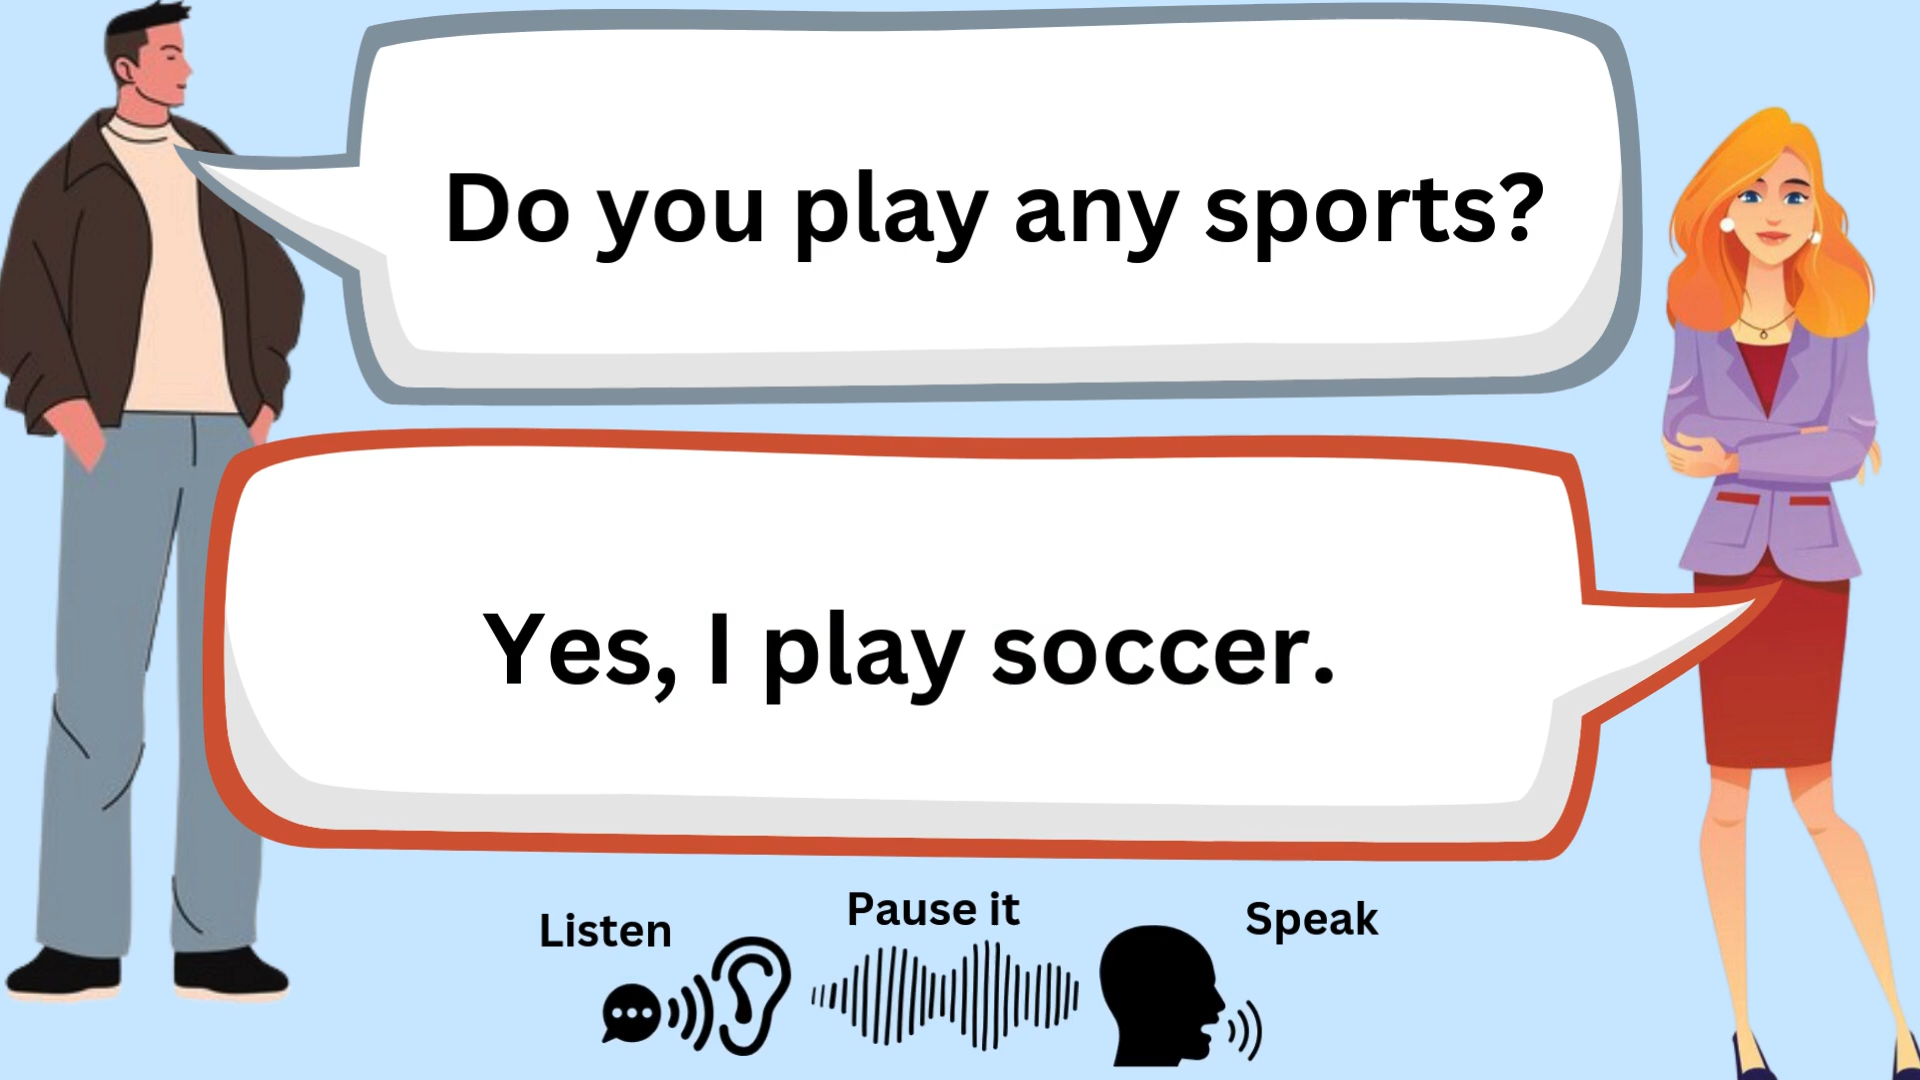 Do you play any sports?
Yes, I play soccer.
Listen
Pause it
Speak